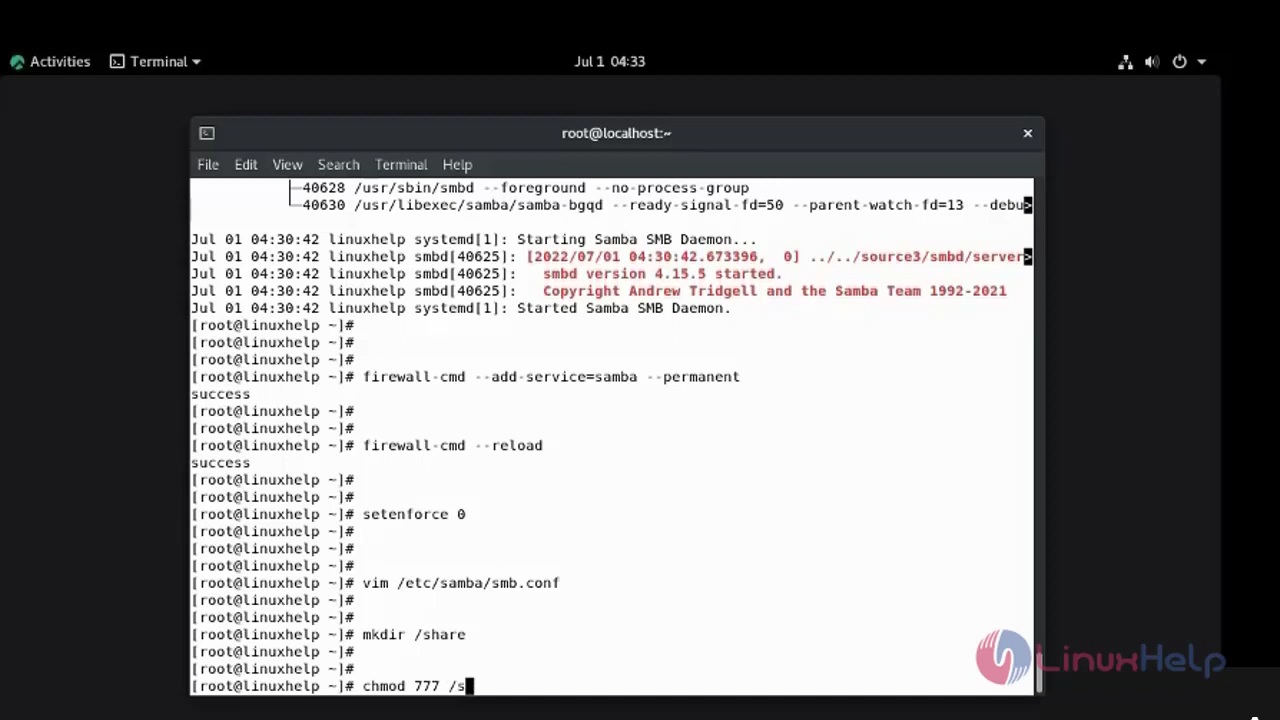 Activities Terminal Jul 1 04:33
root@localhost:~
File Edit View Search Terminal Help
├─40628 /usr/sbin/smbd --foreground --no-process-group
└─40630 /usr/libexec/samba/samba-bgqd --ready-signal-fd=50 --parent-watch-fd=13 --debu>
Jul 01 04:30:42 linuxhelp systemd[1]: Starting Samba SMB Daemon...
Jul 01 04:30:42 linuxhelp smbd[40625]: [2022/07/01 04:30:42.673396,  0] ../../source3/smbd/server>
Jul 01 04:30:42 linuxhelp smbd[40625]:   smbd version 4.15.5 started.
Jul 01 04:30:42 linuxhelp smbd[40625]:   Copyright Andrew Tridgell and the Samba Team 1992-2021
Jul 01 04:30:42 linuxhelp systemd[1]: Started Samba SMB Daemon.
[root@linuxhelp ~]#
[root@linuxhelp ~]#
[root@linuxhelp ~]#
[root@linuxhelp ~]# firewall-cmd --add-service=samba --permanent
success
[root@linuxhelp ~]#
[root@linuxhelp ~]#
[root@linuxhelp ~]# firewall-cmd --reload
success
[root@linuxhelp ~]#
[root@linuxhelp ~]#
[root@linuxhelp ~]# setenforce 0
[root@linuxhelp ~]#
[root@linuxhelp ~]#
[root@linuxhelp ~]#
[root@linuxhelp ~]# vim /etc/samba/smb.conf
[root@linuxhelp ~]#
[root@linuxhelp ~]#
[root@linuxhelp ~]# mkdir /share
[root@linuxhelp ~]#
[root@linuxhelp ~]#
[root@linuxhelp ~]# chmod 777 /s
LinuxHelp